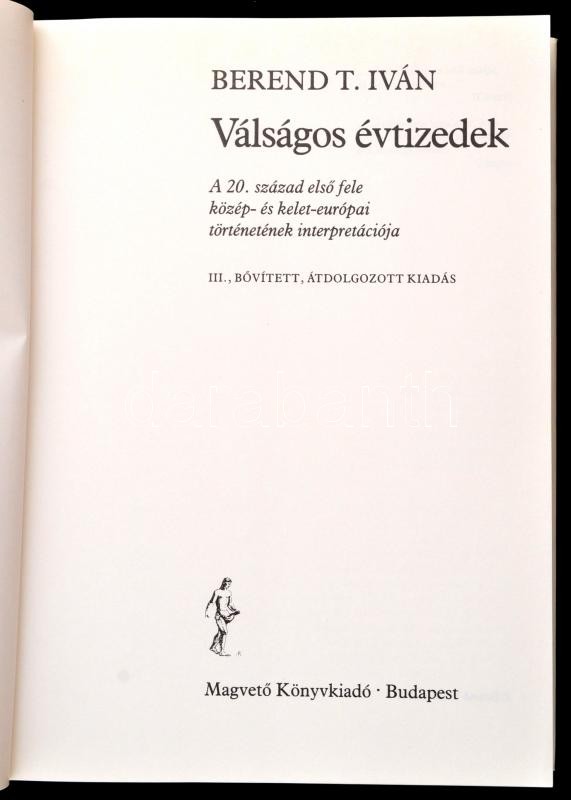 BEREND T. IVÁN
Válságos évtizedek
A 20. század első fele
közép- és kelet-európai
történetének interpretációja
III., BŐVÍTETT, ÁTDOLGOZOTT KIADÁS
darabanth
Magvető Könyvkiadó · Budapest